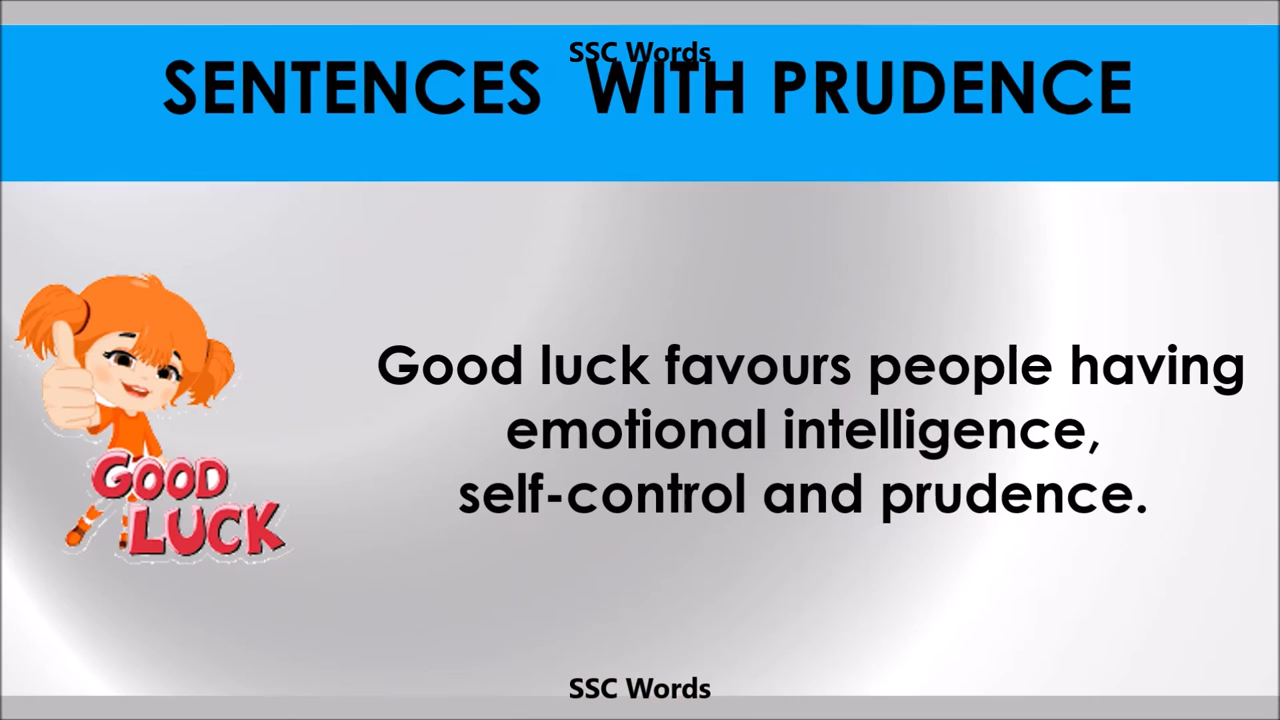 SSC Words
SENTENCES WITH PRUDENCE
Good luck favours people having
emotional intelligence,
self-control and prudence.
GOOD
LUCK
SSC Words